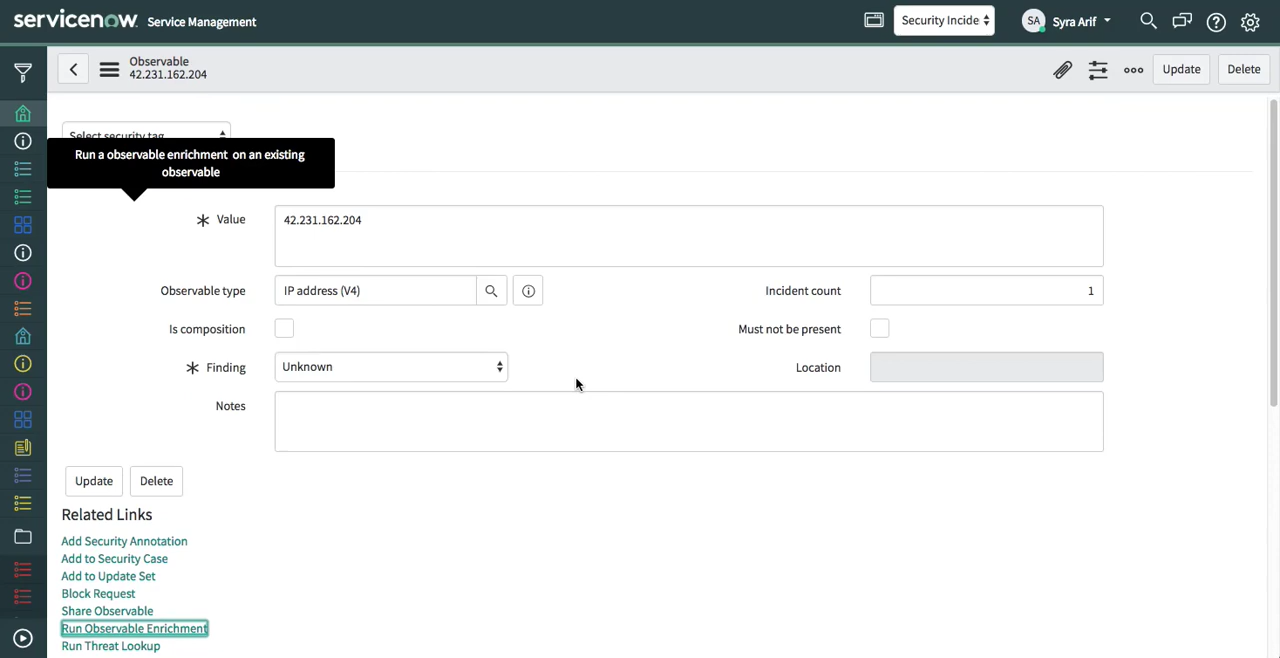 servicenow. Service Management
Security Incide
SA
Syra Arif
Observable
42.231.162.204
Update
Delete
Select security tag
Run a observable enrichment on an existing
observable
Value
42.231.162.204
Observable type
IP address (V4)
Incident count
1
Is composition
Must not be present
Finding
Unknown
Location
Notes
Update
Delete
Related Links
Add Security Annotation
Add to Security Case
Add to Update Set
Block Request
Share Observable
Run Observable Enrichment
Run Threat Lookup